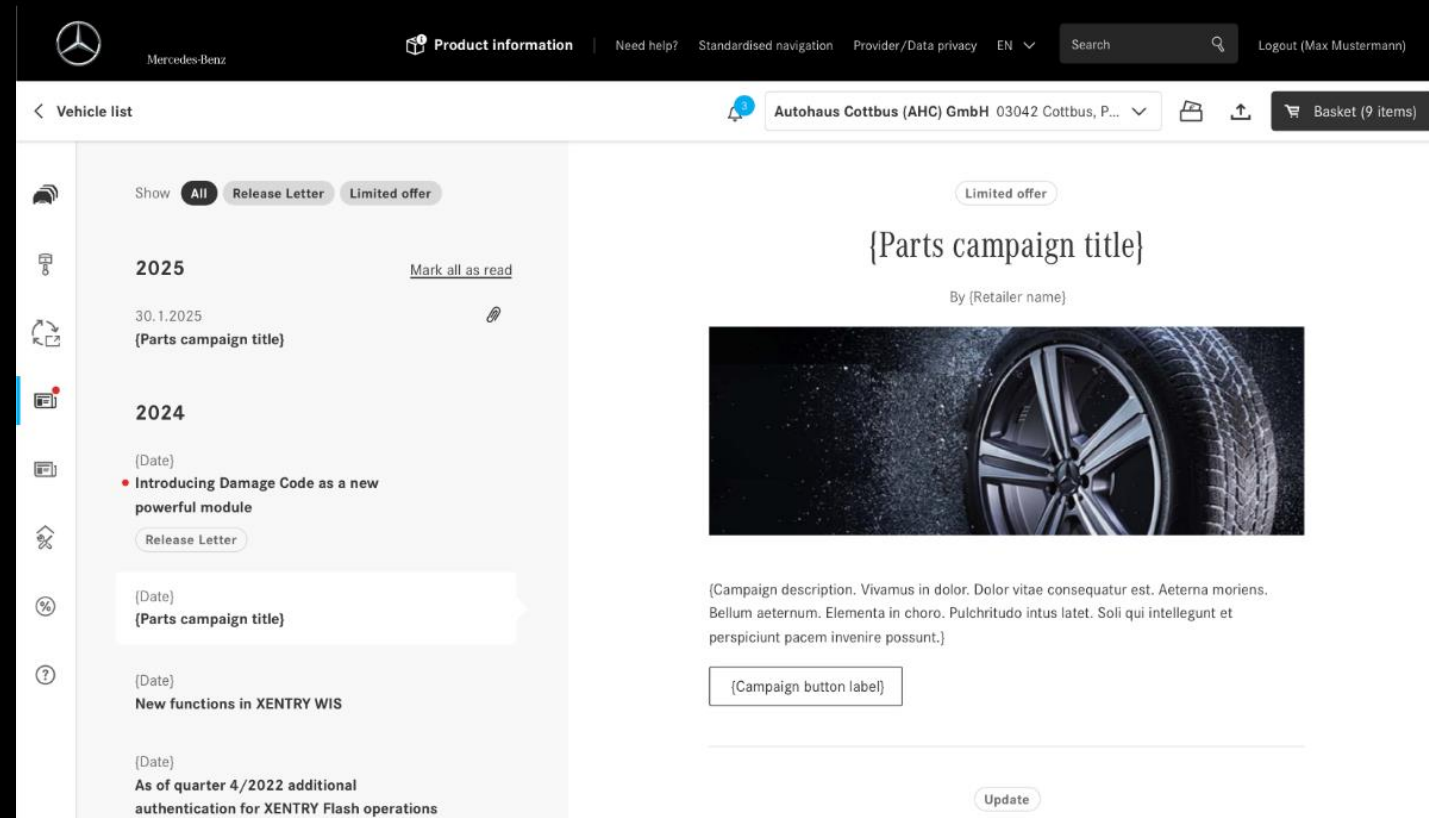 Mercedes-Benz
Product information
Need help?
Standardised navigation
Provider/Data privacy
EN
Search
Logout (Max Mustermann)
Vehicle list
3
Autohaus Cottbus (AHC) GmbH 03042 Cottbus, P...
Basket (9 items)
Show
All
Release Letter
Limited offer
2025
Mark all as read
30.1.2025
{Parts campaign title}
2024
{Date}
Introducing Damage Code as a new
powerful module
Release Letter
{Date}
{Parts campaign title}
{Date}
New functions in XENTRY WIS
{Date}
As of quarter 4/2022 additional
authentication for XENTRY Flash operations
Limited offer
{Parts campaign title}
By {Retailer name}
{Campaign description. Vivamus in dolor. Dolor vitae consequatur est. Aeterna moriens.
Bellum aeternum. Elementa in choro. Pulchritudo intus latet. Soli qui intellegunt et
perspiciunt pacem invenire possunt.}
{Campaign button label}
Update